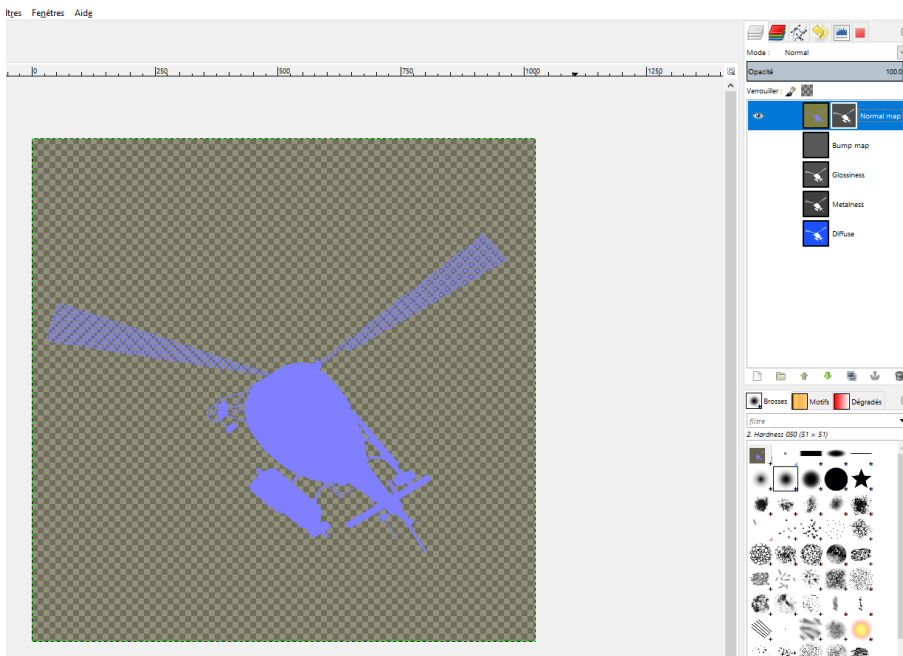 ltres Fenêtres Aide
0 250 500 750 1000 1250
Mode : Normal
Opacité 100.0
Verrouiller :
Normal map
Bump map
Glossiness
Metalness
Diffuse
Brosses Motifs Dégradés
filtre
2. Hardness 050 (51 × 51)